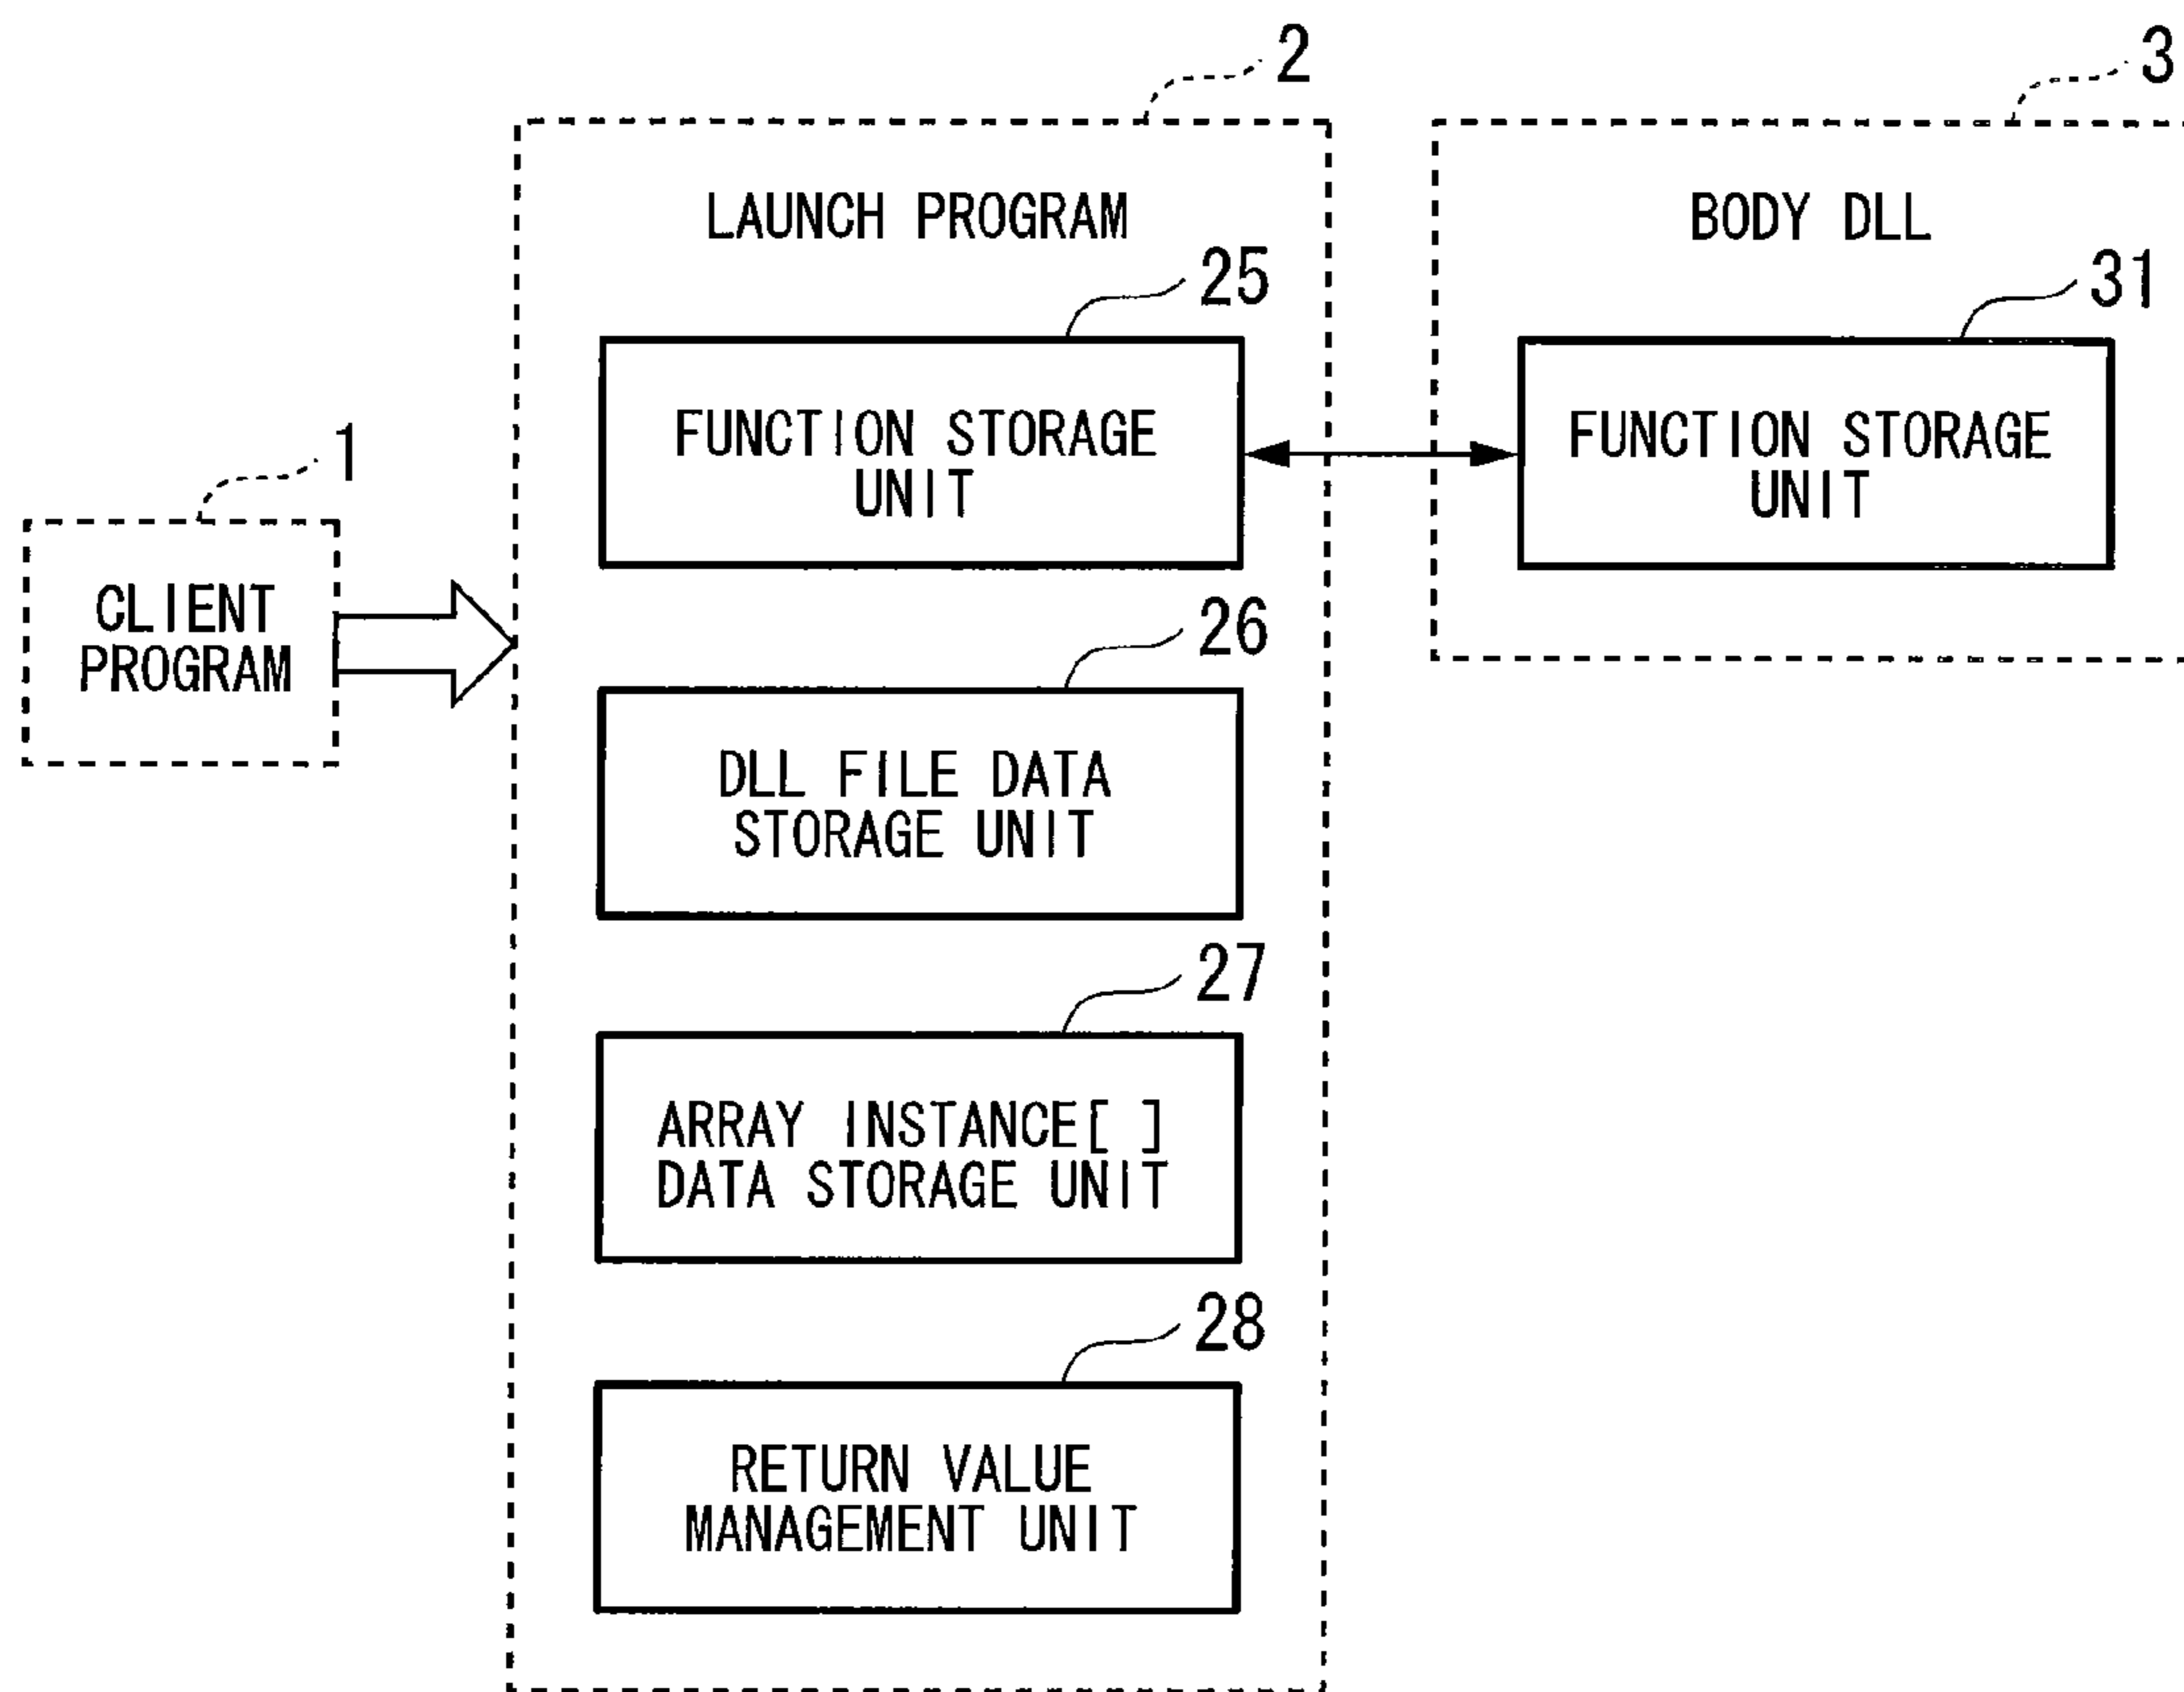 1
CLIENT
PROGRAM
2
LAUNCH PROGRAM
25
FUNCTION STORAGE
UNIT
26
DLL FILE DATA
STORAGE UNIT
27
ARRAY INSTANCE[ ]
DATA STORAGE UNIT
28
RETURN VALUE
MANAGEMENT UNIT
3
BODY DLL
31
FUNCTION STORAGE
UNIT